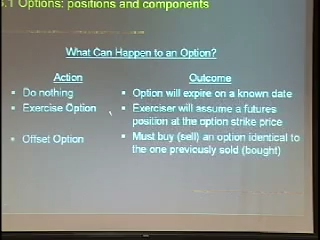 .1 Options: positions and components
What Can Happen to an Option?
Action
Outcome
▪ Do nothing
▪ Option will expire on a known date
▪ Exercise Option
▪ Exerciser will assume a futures
position at the option strike price
▪ Offset Option
▪ Must buy (sell) an option identical to
the one previously sold (bought)